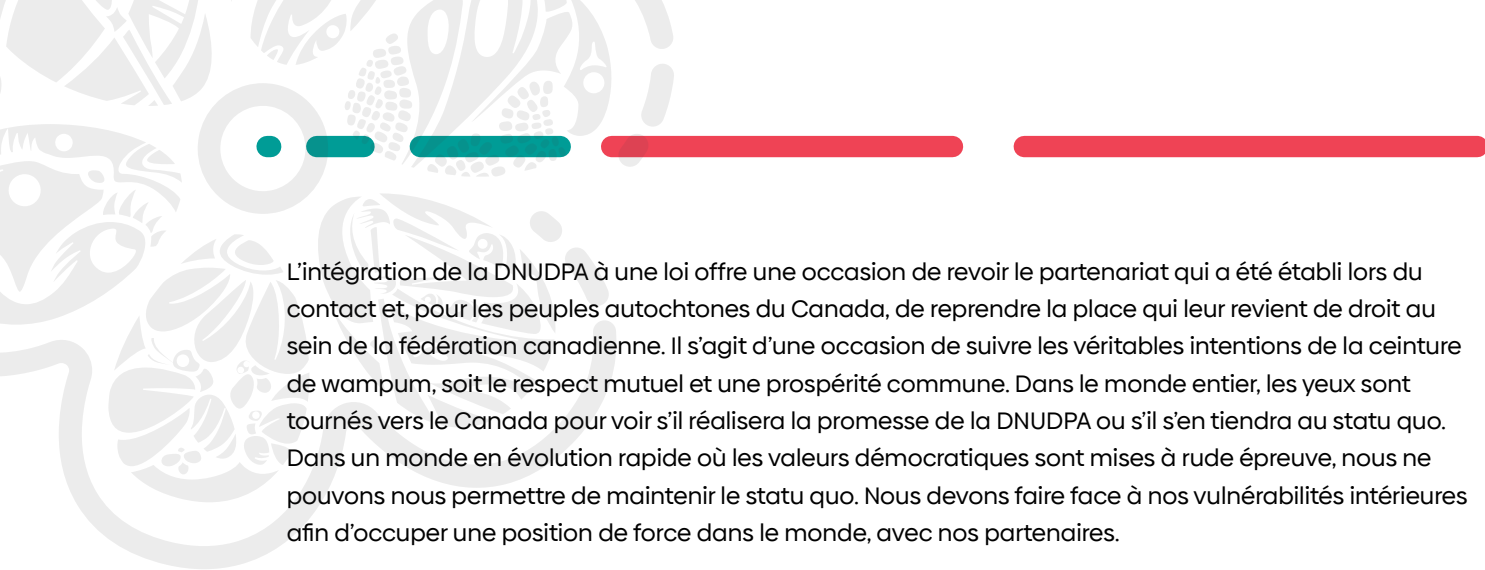 L'intégration de la DNUDPA à une loi offre une occasion de revoir le partenariat qui a été établi lors du
contact et, pour les peuples autochtones du Canada, de reprendre la place qui leur revient de droit au
sein de la fédération canadienne. Il s'agit d'une occasion de suivre les véritables intentions de la ceinture
de wampum, soit le respect mutuel et une prospérité commune. Dans le monde entier, les yeux sont
tournés vers le Canada pour voir s'il réalisera la promesse de la DNUDPA ou s'il s'en tiendra au statu quo.
Dans un monde en évolution rapide où les valeurs démocratiques sont mises à rude épreuve, nous ne
pouvons nous permettre de maintenir le statu quo. Nous devons faire face à nos vulnérabilités intérieures
afin d'occuper une position de force dans le monde, avec nos partenaires.